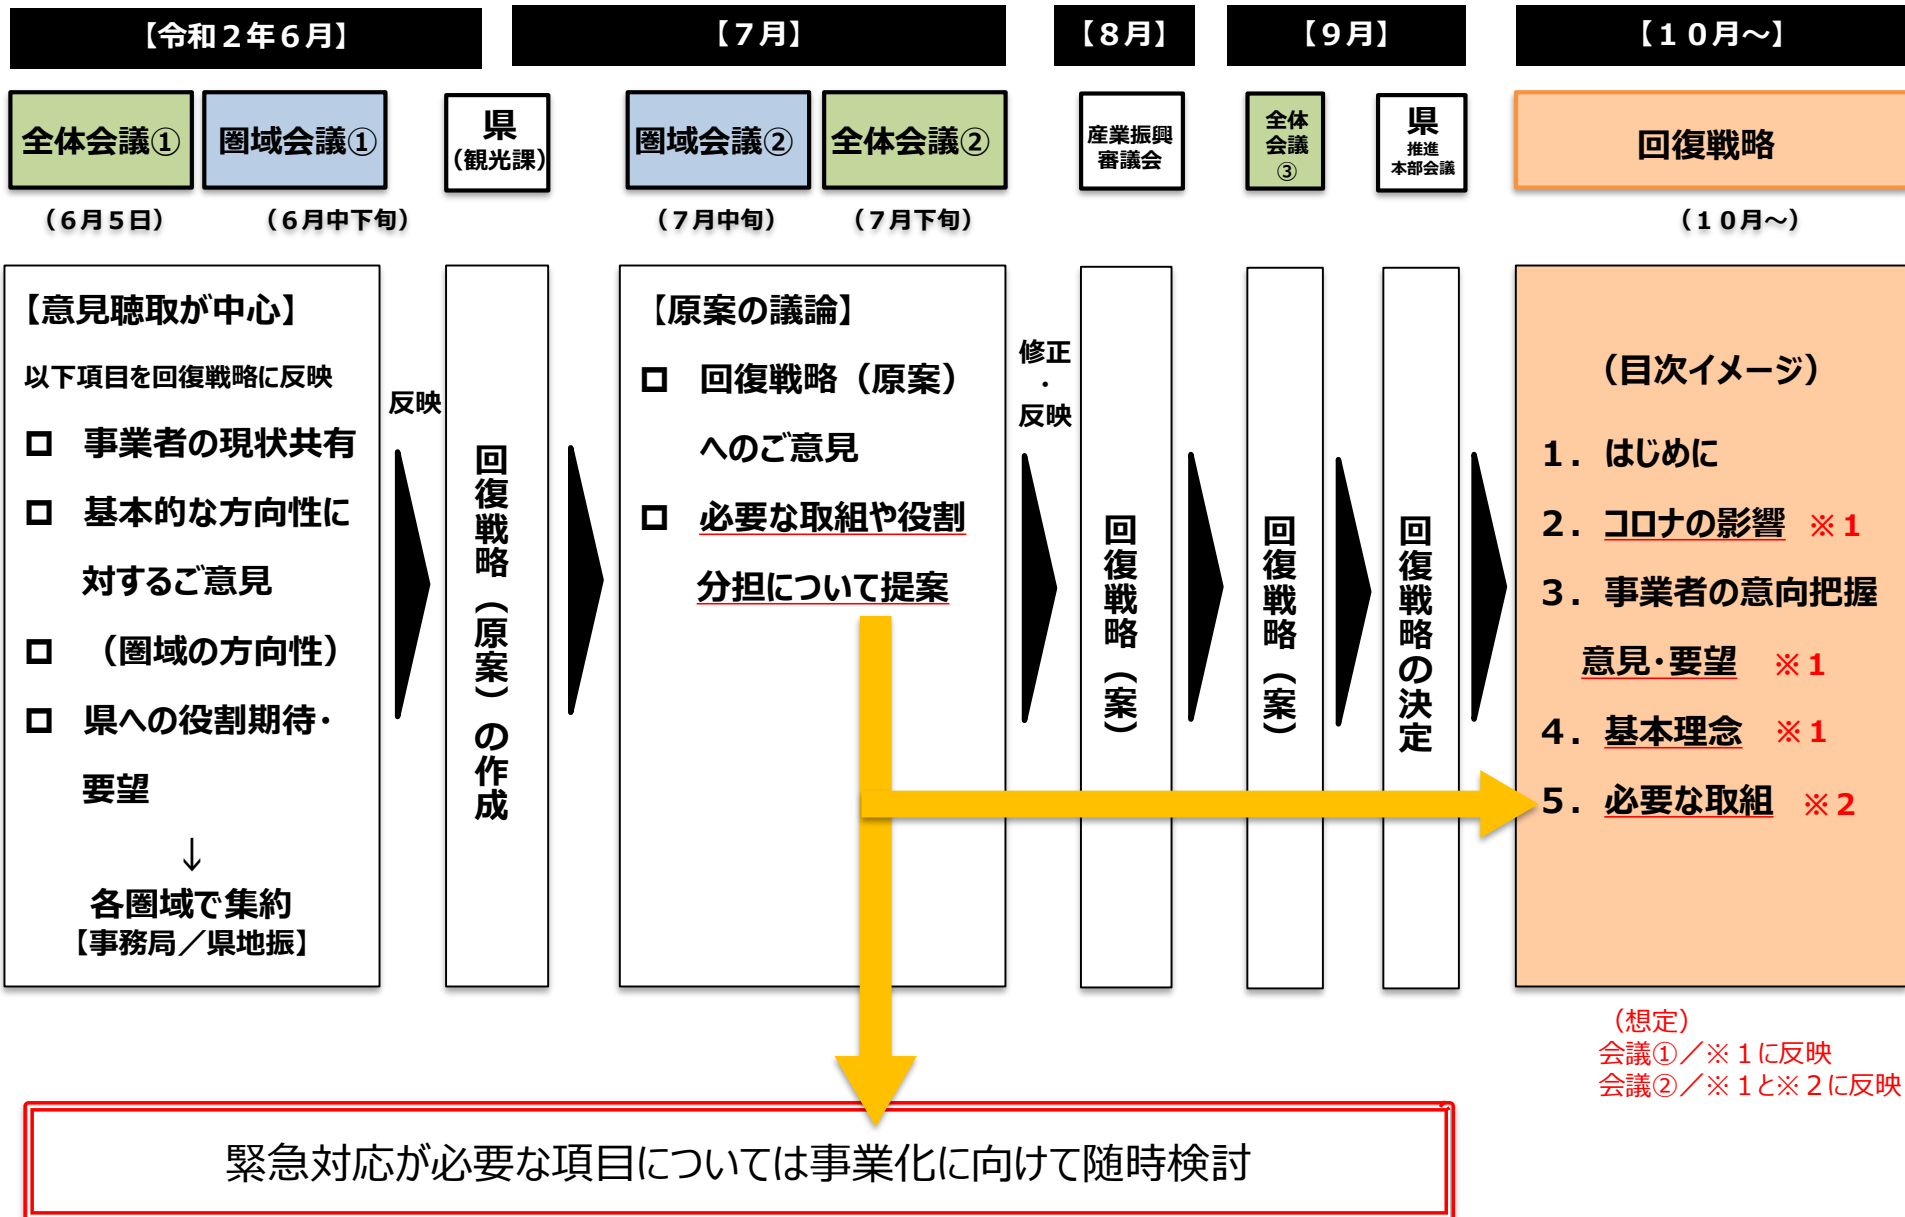 【令和２年６月】
【７月】
【８月】
【９月】
【１０月～】
全体会議①
圏域会議①
県
（観光課）
圏域会議②
全体会議②
産業振興
審議会
全体
会議
③
県
推進
本部会議
回復戦略
（６月５日）
（６月中下旬）
（７月中旬）
（７月下旬）
（１０月～）
【意見聴取が中心】
以下項目を回復戦略に反映
事業者の現状共有
基本的な方向性に
対するご意見
（圏域の方向性）
県への役割期待・
要望
↓
各圏域で集約
【事務局／県地振】
反映
回復戦略（原案）の作成
【原案の議論】
回復戦略（原案）
へのご意見
必要な取組や役割
分担について提案
修正
・
反映
回復戦略（案）
回復戦略（案）
回復戦略の決定
（目次イメージ）
１．はじめに
２．コロナの影響 ※１
３．事業者の意向把握
意見・要望 ※１
４．基本理念 ※１
５．必要な取組 ※２
（想定）
会議①／※１に反映
会議②／※１と※２に反映
緊急対応が必要な項目については事業化に向けて随時検討